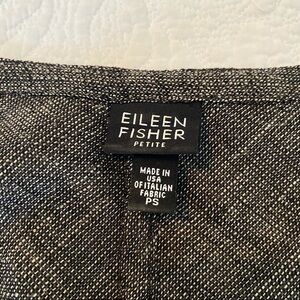 EILEEN
FISHER
PETITE
MADE IN
USA
OF ITALIAN
FABRIC
PS